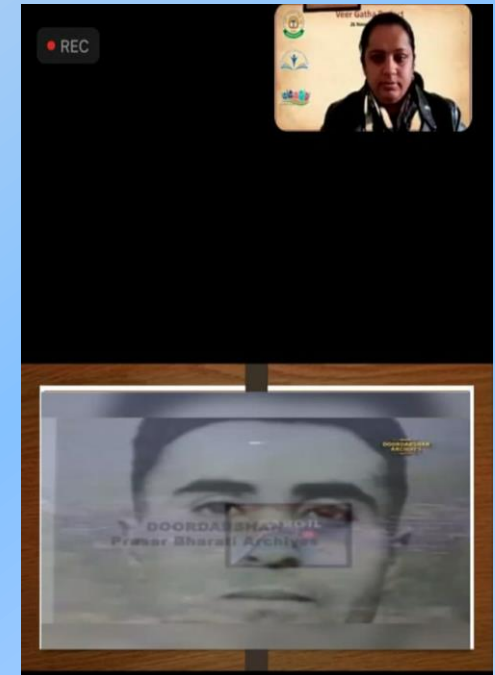 REC
Veer Gatha Project
DOORDARSHAN
ARCHIVES
DOORDARSHAN
Prasar Bharati Archives